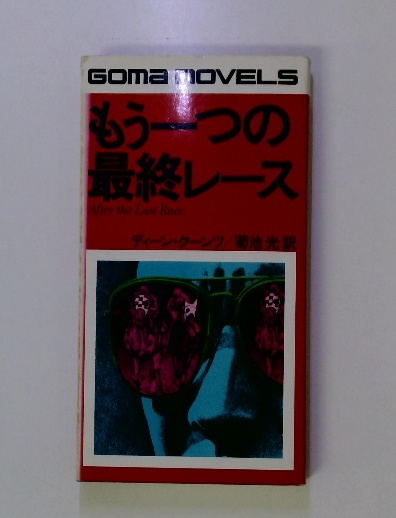 GOMA NOVELS
もう一つの
最終レース
After the Last Race
ディーン・クーンツ/菊池 光 訳